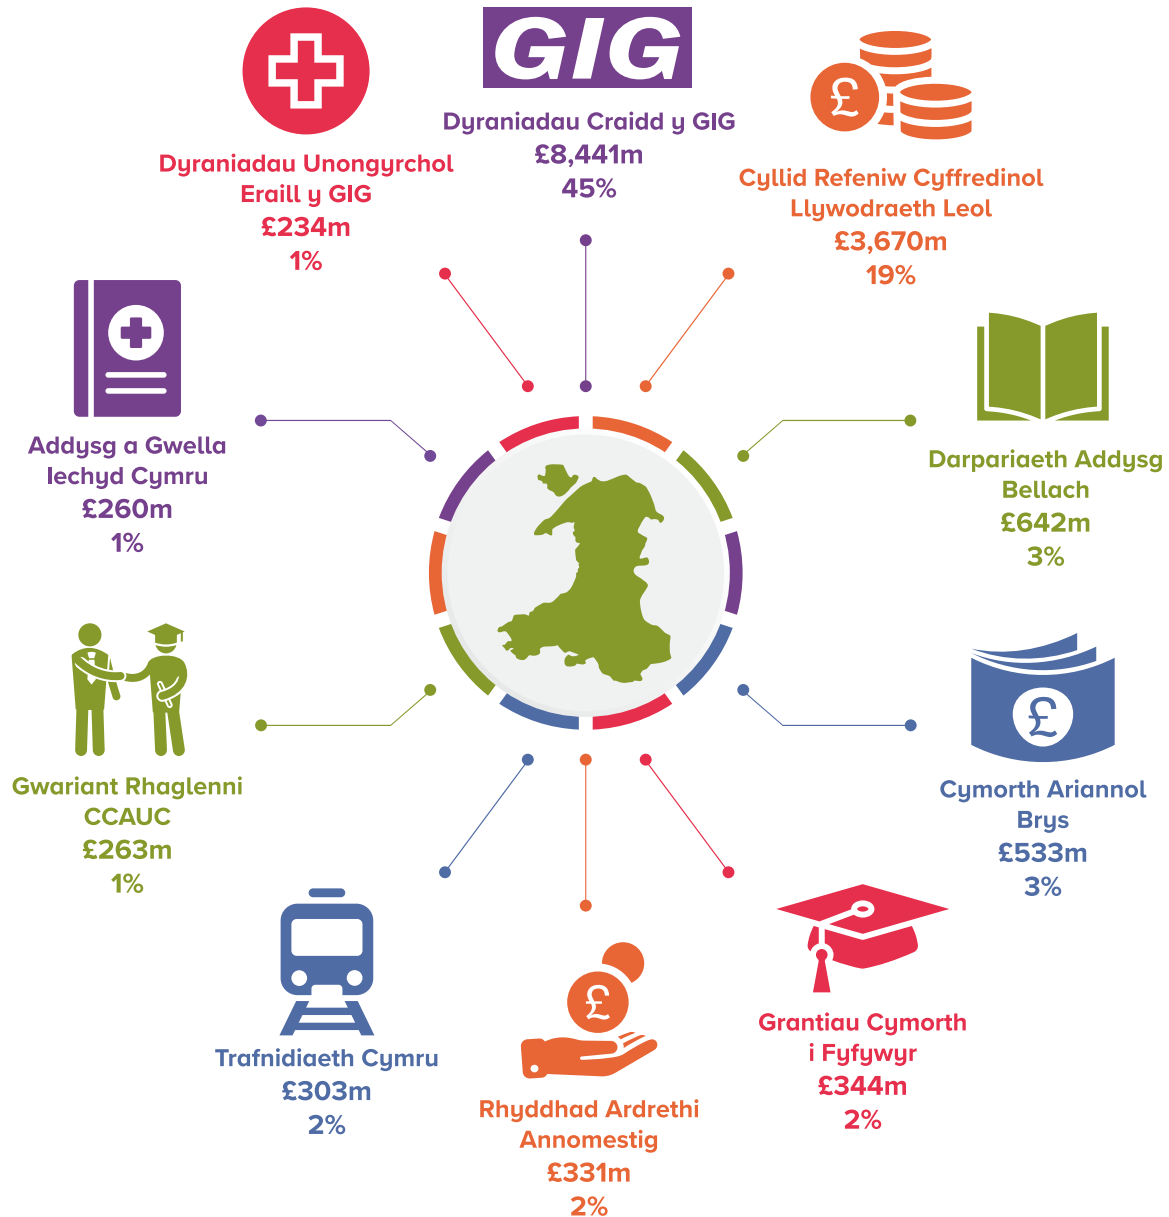 GIG
Dyraniadau Craidd y GIG
£8,441m
45%
Cyllid Refeniw Cyffredinol
Llywodraeth Leol
£3,670m
19%
Darpariaeth Addysg
Bellach
£642m
3%
£
Cymorth Ariannol
Brys
£533m
3%
Grantiau Cymorth
i Fyfywyr
£344m
2%
£
Rhyddhad Ardrethi
Annomestig
£331m
2%
Trafnidiaeth Cymru
£303m
2%
Gwariant Rhaglenni
CCAUC
£263m
1%
Addysg a Gwella
Iechyd Cymru
£260m
1%
Dyraniadau Unongyrchol
Eraill y GIG
£234m
1%
£